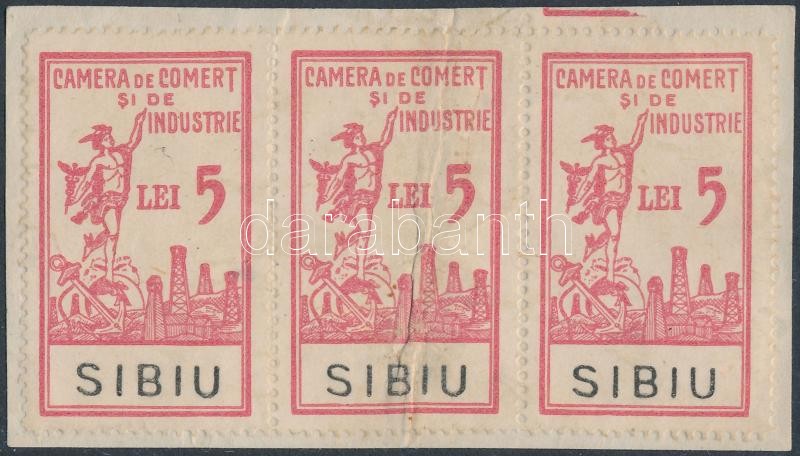 CAMERA DE COMERȚ
ȘI DE
INDUSTRIE
LEI 5
SIBIU
CAMERA DE COMERȚ
ȘI DE
INDUSTRIE
LEI 5
SIBIU
CAMERA DE COMERȚ
ȘI DE
INDUSTRIE
LEI 5
SIBIU
darabanth